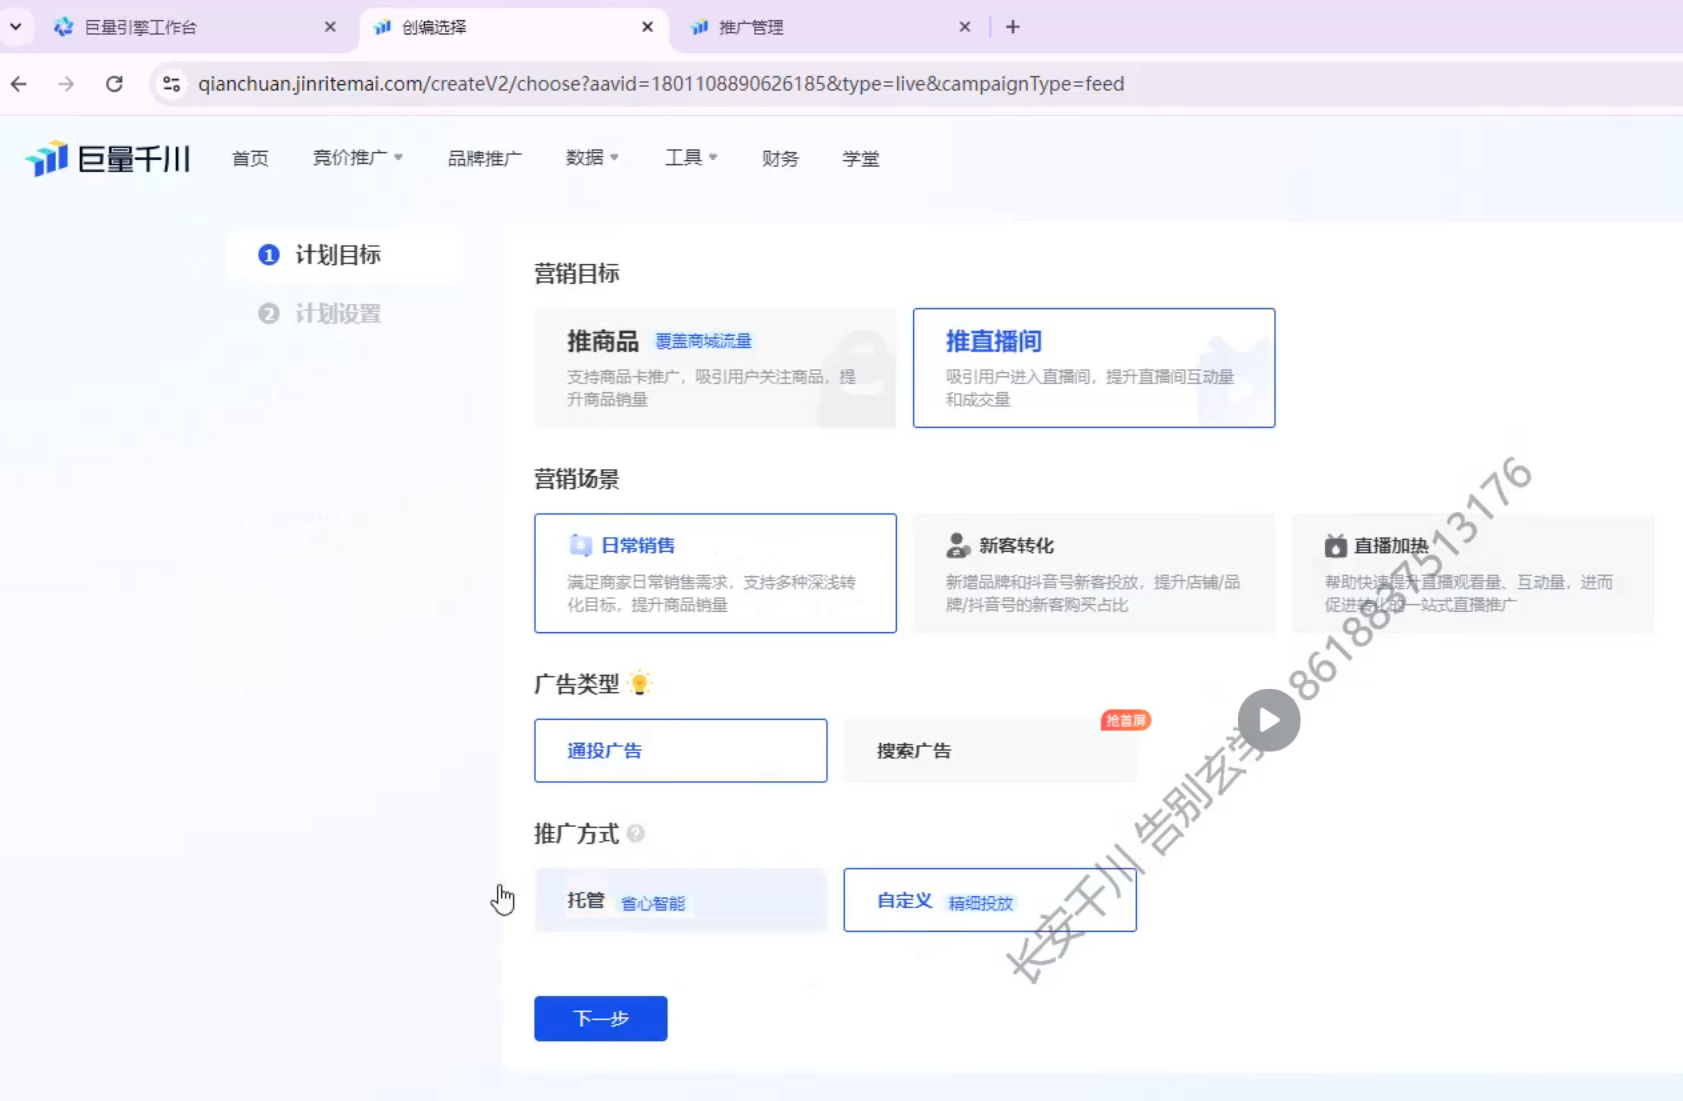 巨量引擎工作台
创编选择
推广管理
qianchuan.jinritemai.com/createV2/choose?aavid=1801108890626185&type=live&campaignType=feed
巨量千川
首页
竞价推广
品牌推广
数据
工具
财务
学堂
1 计划目标
2 计划设置
营销目标
推商品 覆盖商城流量
支持商品卡推广，吸引用户关注商品，提
升商品销量
推直播间
吸引用户进入直播间，提升直播间互动量
和成交量
营销场景
日常销售
满足商家日常销售需求，支持多种深浅转
化目标，提升商品销量
新客转化
新增品牌和抖音号新客投放，提升店铺/品
牌/抖音号的新客购买占比
直播加热
帮助快速提升直播观看量、互动量，进而
促进转化的一站式直播推广
广告类型
通投广告
搜索广告
抢首屏
推广方式
托管 省心智能
自定义 精细投放
下一步
长安千川 告别玄学 8618837513176